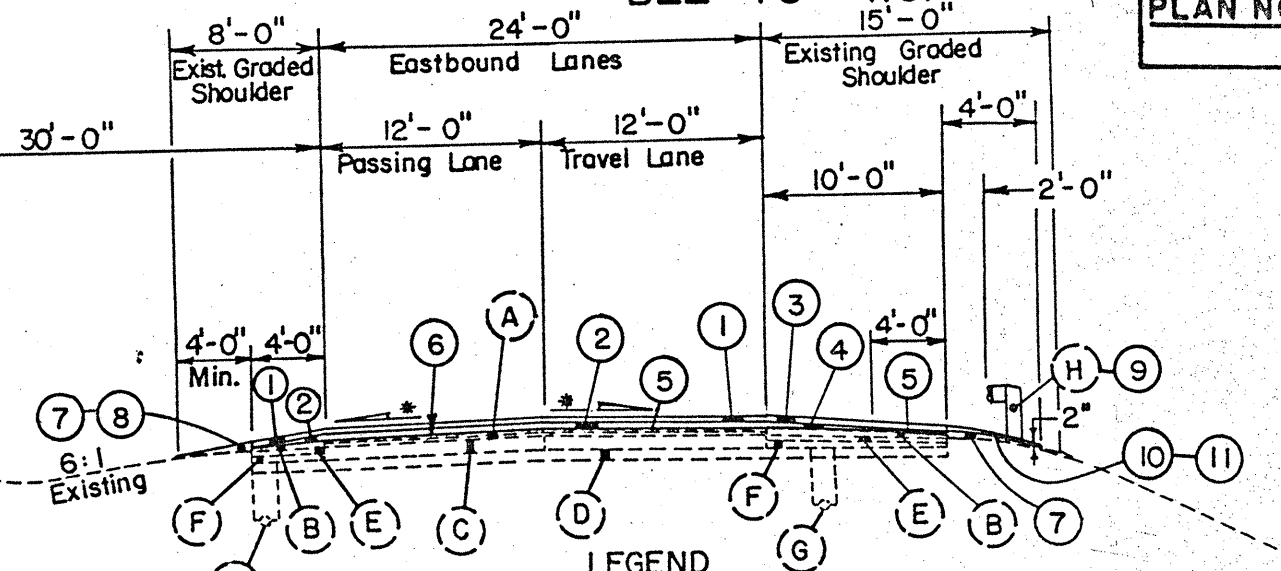 PLAN
8'-0" 24'-0" 15'-0"
Exist. Graded Shoulder
Eastbound Lanes
Existing Graded Shoulder
30'-0" 12'-0" 12'-0" 4'-0"
Passing Lane Travel Lane
10'-0" 2'-0"
4'-0" 4'-0" 4'-0"
Min.
1 2 6 A 2 5 1 3 4 5 H 9
* *
2"
7 8
6:1
Existing
10 11
F B E C D F G E B 7
LEGEND